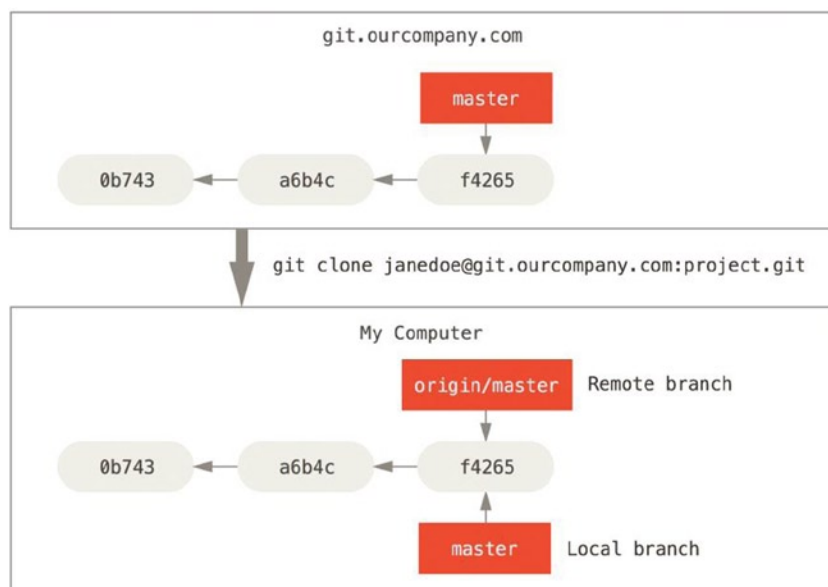 git.ourcompany.com
master
0b743 a6b4c f4265
git clone janedoe@git.ourcompany.com:project.git
My Computer
origin/master Remote branch
0b743 a6b4c f4265
master Local branch